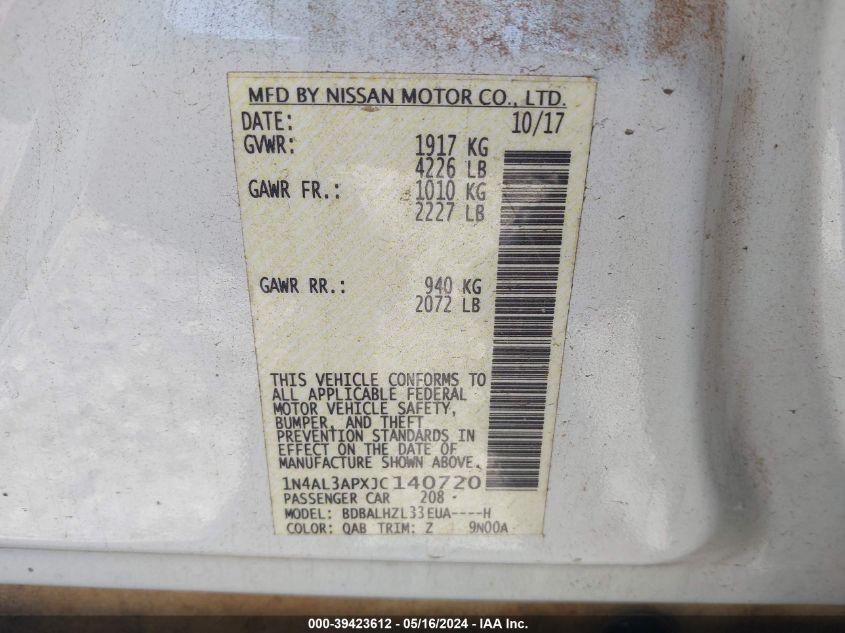 MFD BY NISSAN MOTOR CO., LTD.
DATE: 10/17
GVWR: 1917 KG
4226 LB
GAWR FR.: 1010 KG
2227 LB
GAWR RR.: 940 KG
2072 LB
THIS VEHICLE CONFORMS TO
ALL APPLICABLE FEDERAL
MOTOR VEHICLE SAFETY,
BUMPER, AND THEFT
PREVENTION STANDARDS IN
EFFECT ON THE DATE OF
MANUFACTURE SHOWN ABOVE.
1N4AL3APXJC140720
PASSENGER CAR 208
MODEL: BDBALHZL33EUA----H
COLOR: QAB TRIM: Z 9N00A
000-39423612 - 05/16/2024 - IAA Inc.